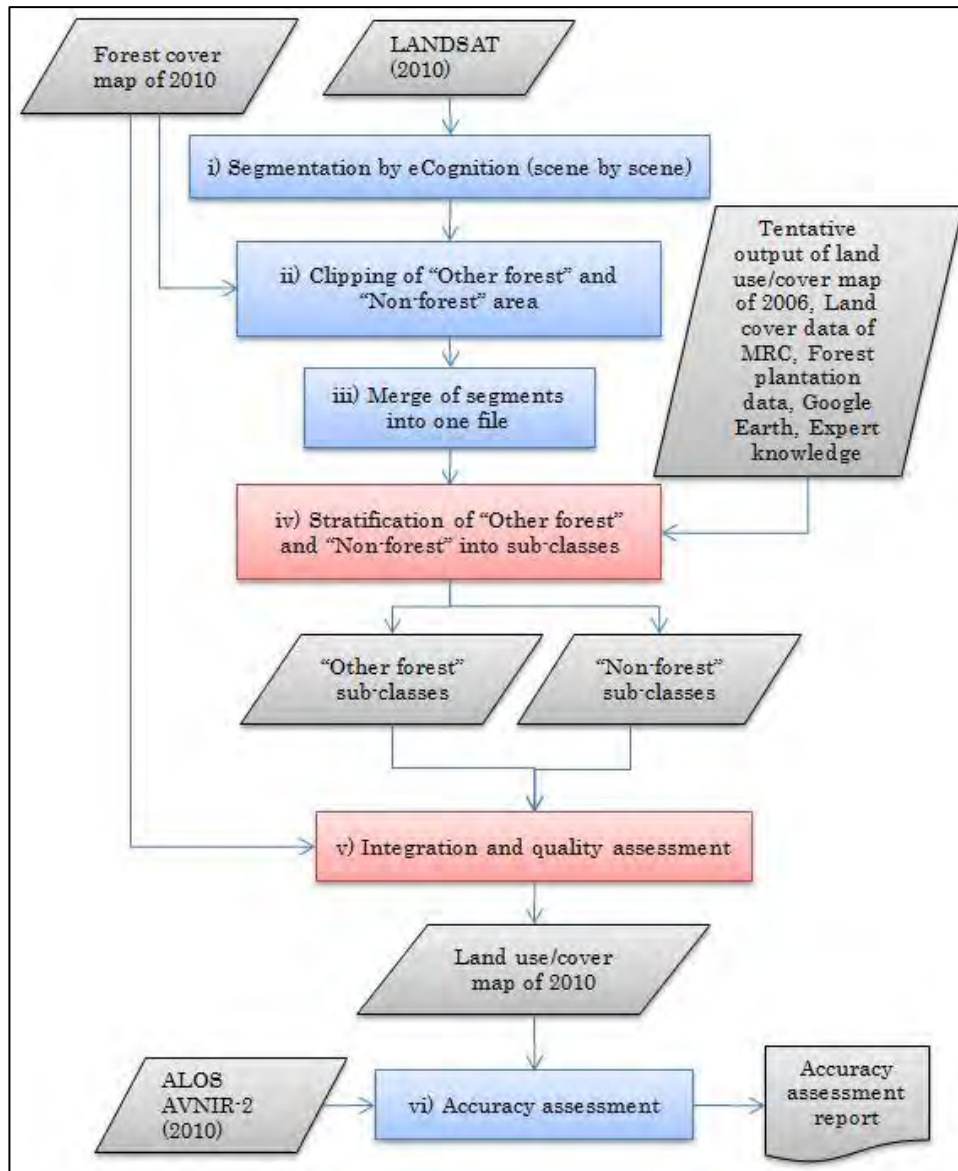 Forest cover
map of 2010
LANDSAT
(2010)
i) Segmentation by eCognition (scene by scene)
ii) Clipping of “Other forest” and
“Non-forest” area
Tentative
output of land
use/cover map
of 2006, Land
cover data of
MRC, Forest
plantation
data, Google
Earth, Expert
knowledge
iii) Merge of segments
into one file
iv) Stratification of “Other forest”
and “Non-forest” into sub-classes
“Other forest”
sub-classes
“Non-forest”
sub-classes
v) Integration and quality assessment
Land use/cover
map of 2010
ALOS
AVNIR-2
(2010)
vi) Accuracy assessment
Accuracy
assessment
report